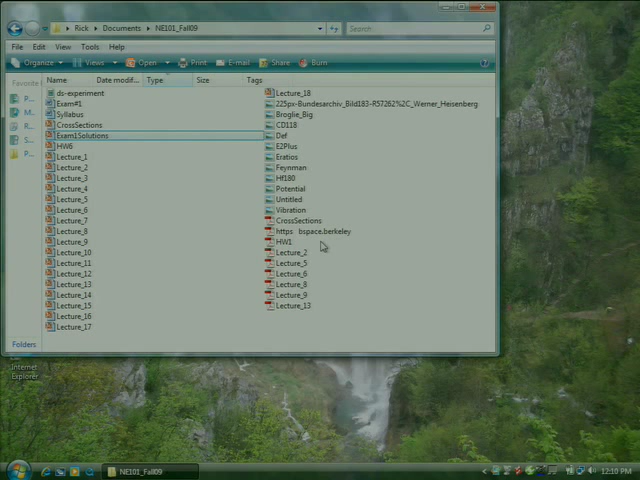 Rick ▸ Documents ▸ NE101_Fall09
Search
File Edit View Tools Help
Organize Views Open Print E-mail Share Burn
Name Date modif... Type Size Tags
Favorite
P...
M...
R...
S...
P...
Folders
ds-experiment
Exam#1
Syllabus
CrossSections
Exam1Solutions
HW6
Lecture_1
Lecture_2
Lecture_3
Lecture_4
Lecture_5
Lecture_6
Lecture_7
Lecture_8
Lecture_9
Lecture_10
Lecture_11
Lecture_12
Lecture_13
Lecture_14
Lecture_15
Lecture_16
Lecture_17
Lecture_18
225px-Bundesarchiv_Bild183-R57262%2C_Werner_Heisenberg
Broglie_Big
CD118
Def
E2Plus
Eratios
Feynman
Hf180
Potential
Untitled
Vibration
CrossSections
https bspace.berkeley
HW1
Lecture_2
Lecture_5
Lecture_6
Lecture_8
Lecture_9
Lecture_13
Internet
Explorer
NE101_Fall09
12:10 PM